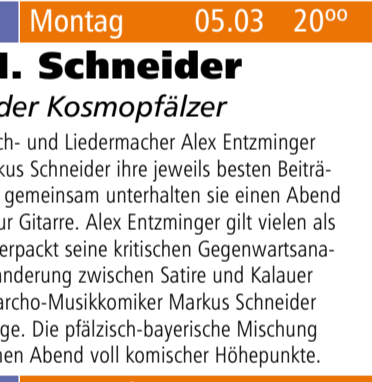 Montag 05.03 20⁰⁰
. Schneider
der Kosmopfälzer
ch- und Liedermacher Alex Entzminger
kus Schneider ihre jeweils besten Beiträ-
gemeinsam unterhalten sie einen Abend
ur Gitarre. Alex Entzminger gilt vielen als
erpackt seine kritischen Gegenwartsana-
anderung zwischen Satire und Kalauer
archo-Musikkomiker Markus Schneider
ge. Die pfälzisch-bayerische Mischung
nen Abend voll komischer Höhepunkte.